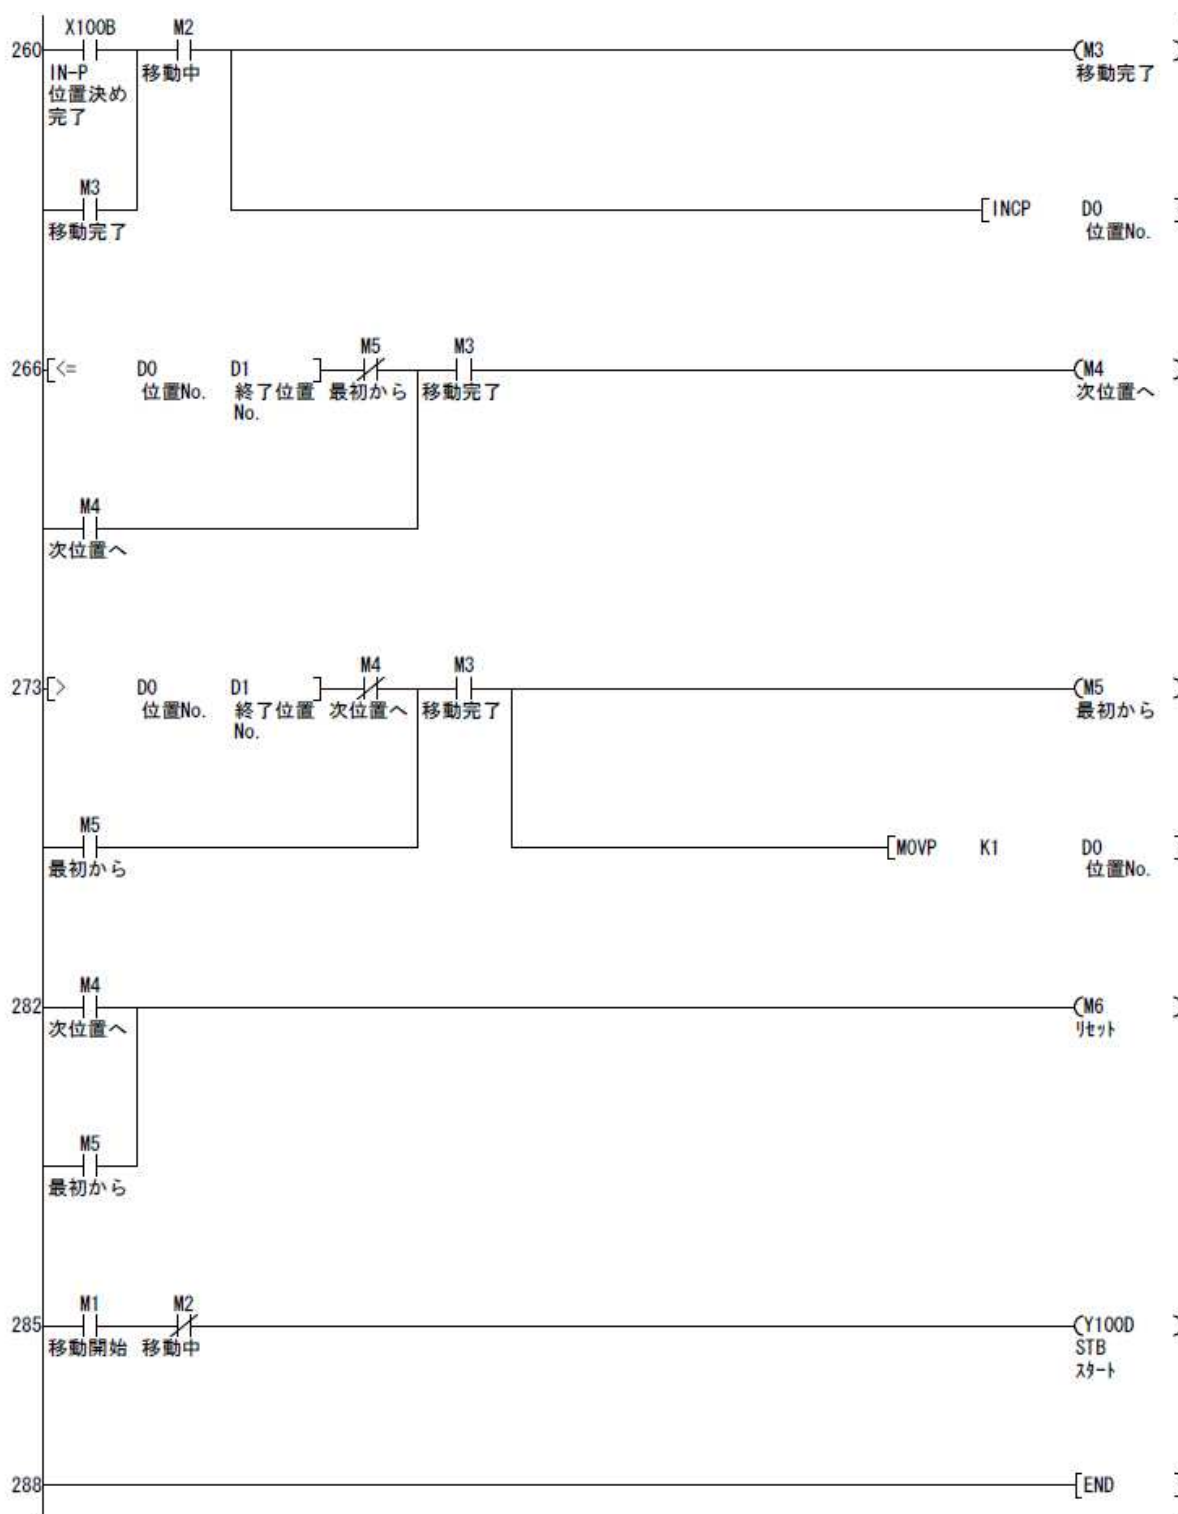 X100B M2
260 (M3 )
IN-P 移動中 移動完了
位置決め
完了
M3
[INCP D0 ]
移動完了 位置No.
M5 M3
266 [<= D0 D1 ] (M4 )
位置No. 終了位置 最初から 移動完了 次位置へ
No.
M4
次位置へ
M4 M3
273 [> D0 D1 ] (M5 )
位置No. 終了位置 次位置へ 移動完了 最初から
No.
M5
[MOVP K1 D0 ]
最初から 位置No.
M4
282 (M6 )
次位置へ ﾘｾｯﾄ
M5
最初から
M1 M2
285 (Y100D )
移動開始 移動中 STB
ｽﾀｰﾄ
288 [END ]